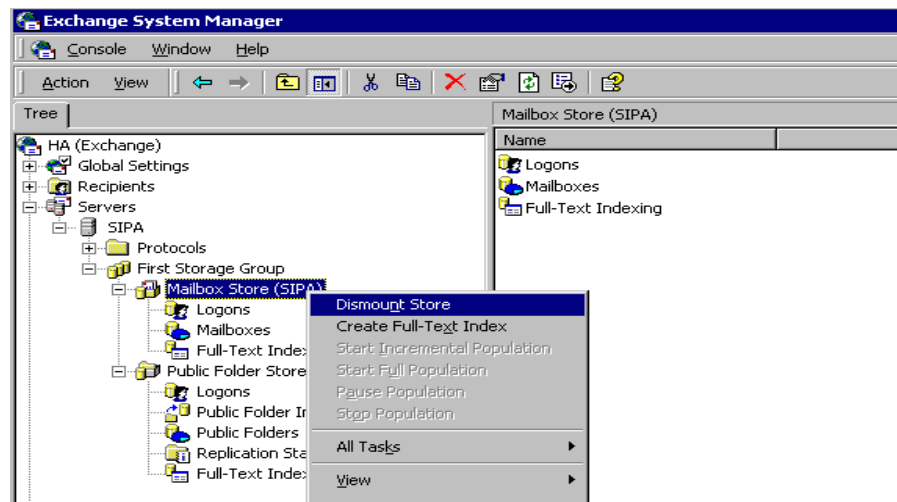 Exchange System Manager
Console Window Help
Action View
Tree
Mailbox Store (SIPA)
HA (Exchange)
Global Settings
Recipients
Servers
SIPA
Protocols
First Storage Group
Mailbox Store (SIPA)
Logons
Mailboxes
Full-Text Inde
Public Folder Store
Logons
Public Folder Ir
Public Folders
Replication Sta
Full-Text Inde
Name
Logons
Mailboxes
Full-Text Indexing
Dismount Store
Create Full-Text Index
Start Incremental Population
Start Full Population
Pause Population
Stop Population
All Tasks
View